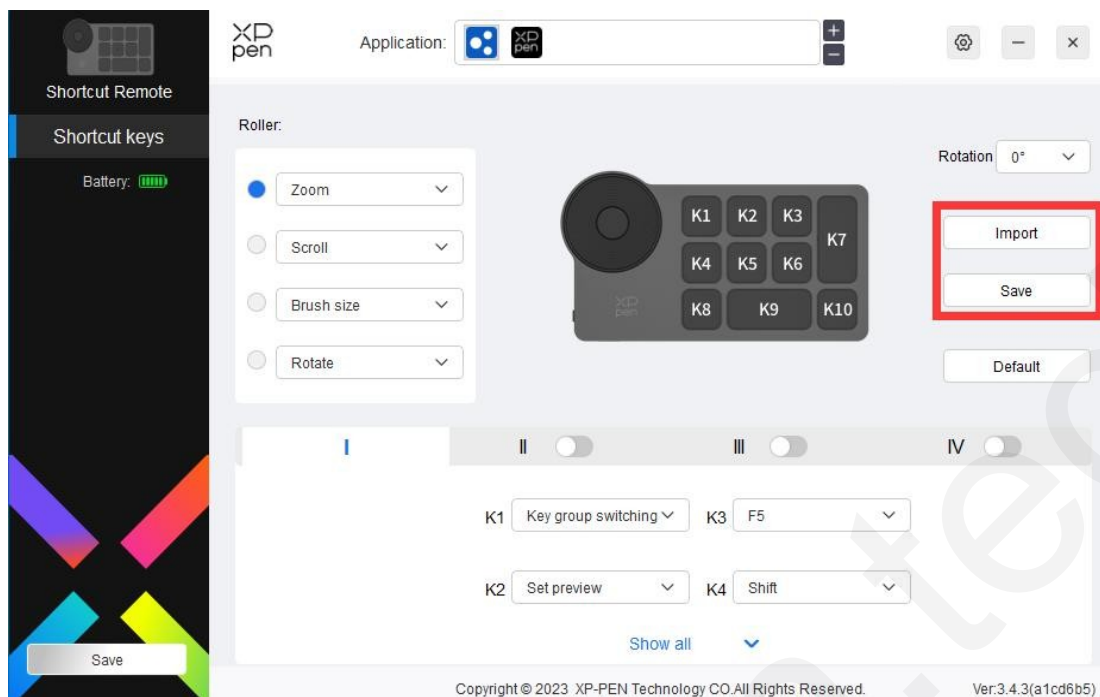 Shortcut Remote
Shortcut keys
Battery:
XP
pen
Application:
XP
pen
Roller:
Zoom
Scroll
Brush size
Rotate
K1 K2 K3
K7
K4 K5 K6
K8 K9 K10
XP
pen
Rotation 0°
Import
Save
Default
I II III IV
K1 Key group switching K3 F5
K2 Set preview K4 Shift
Show all
Save
Copyright © 2023 XP-PEN Technology CO.All Rights Reserved. Ver:3.4.3(a1cd6b5)